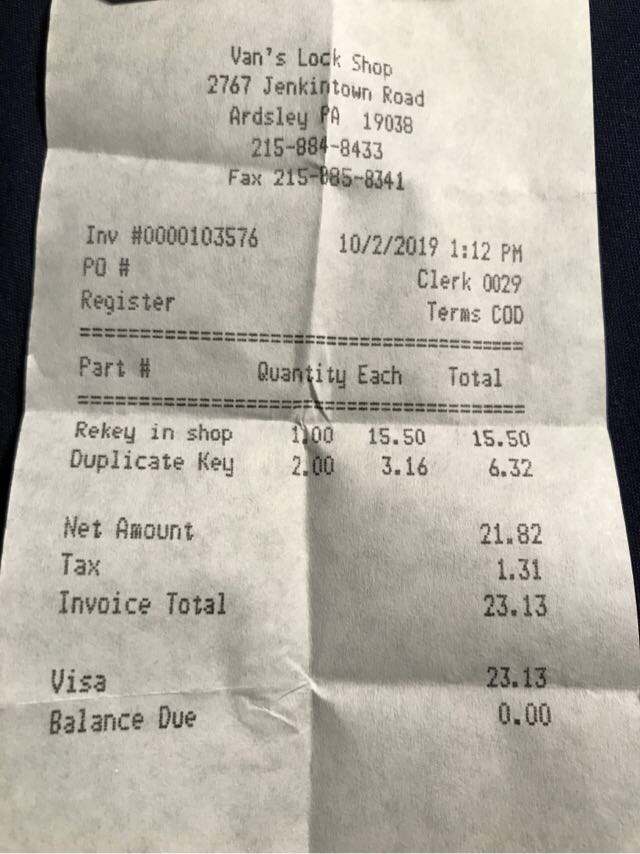 Van's Lock Shop
2767 Jenkintown Road
Ardsley PA 19038
215-884-8433
Fax 215-885-8341
Inv #0000103576 10/2/2019 1:12 PM
PO # Clerk 0029
Register Terms COD
================================================
Part # Quantity Each Total
================================================
Rekey in shop 1.00 15.50 15.50
Duplicate Key 2.00 3.16 6.32
Net Amount 21.82
Tax 1.31
Invoice Total 23.13
Visa 23.13
Balance Due 0.00